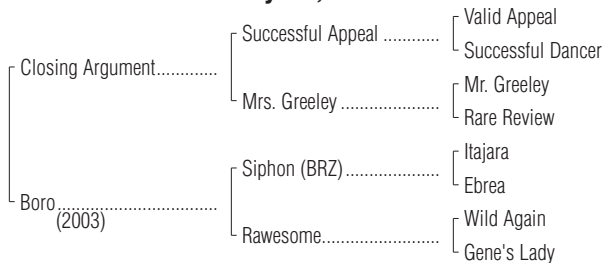 Valid Appeal
Successful Appeal ............
Successful Dancer
Closing Argument.............
Mr. Greeley
Mrs. Greeley .....................
Rare Review
Itajara
Siphon (BRZ)....................
Ebrea
Boro..................................
(2003)
Wild Again
Rawesome.........................
Gene's Lady